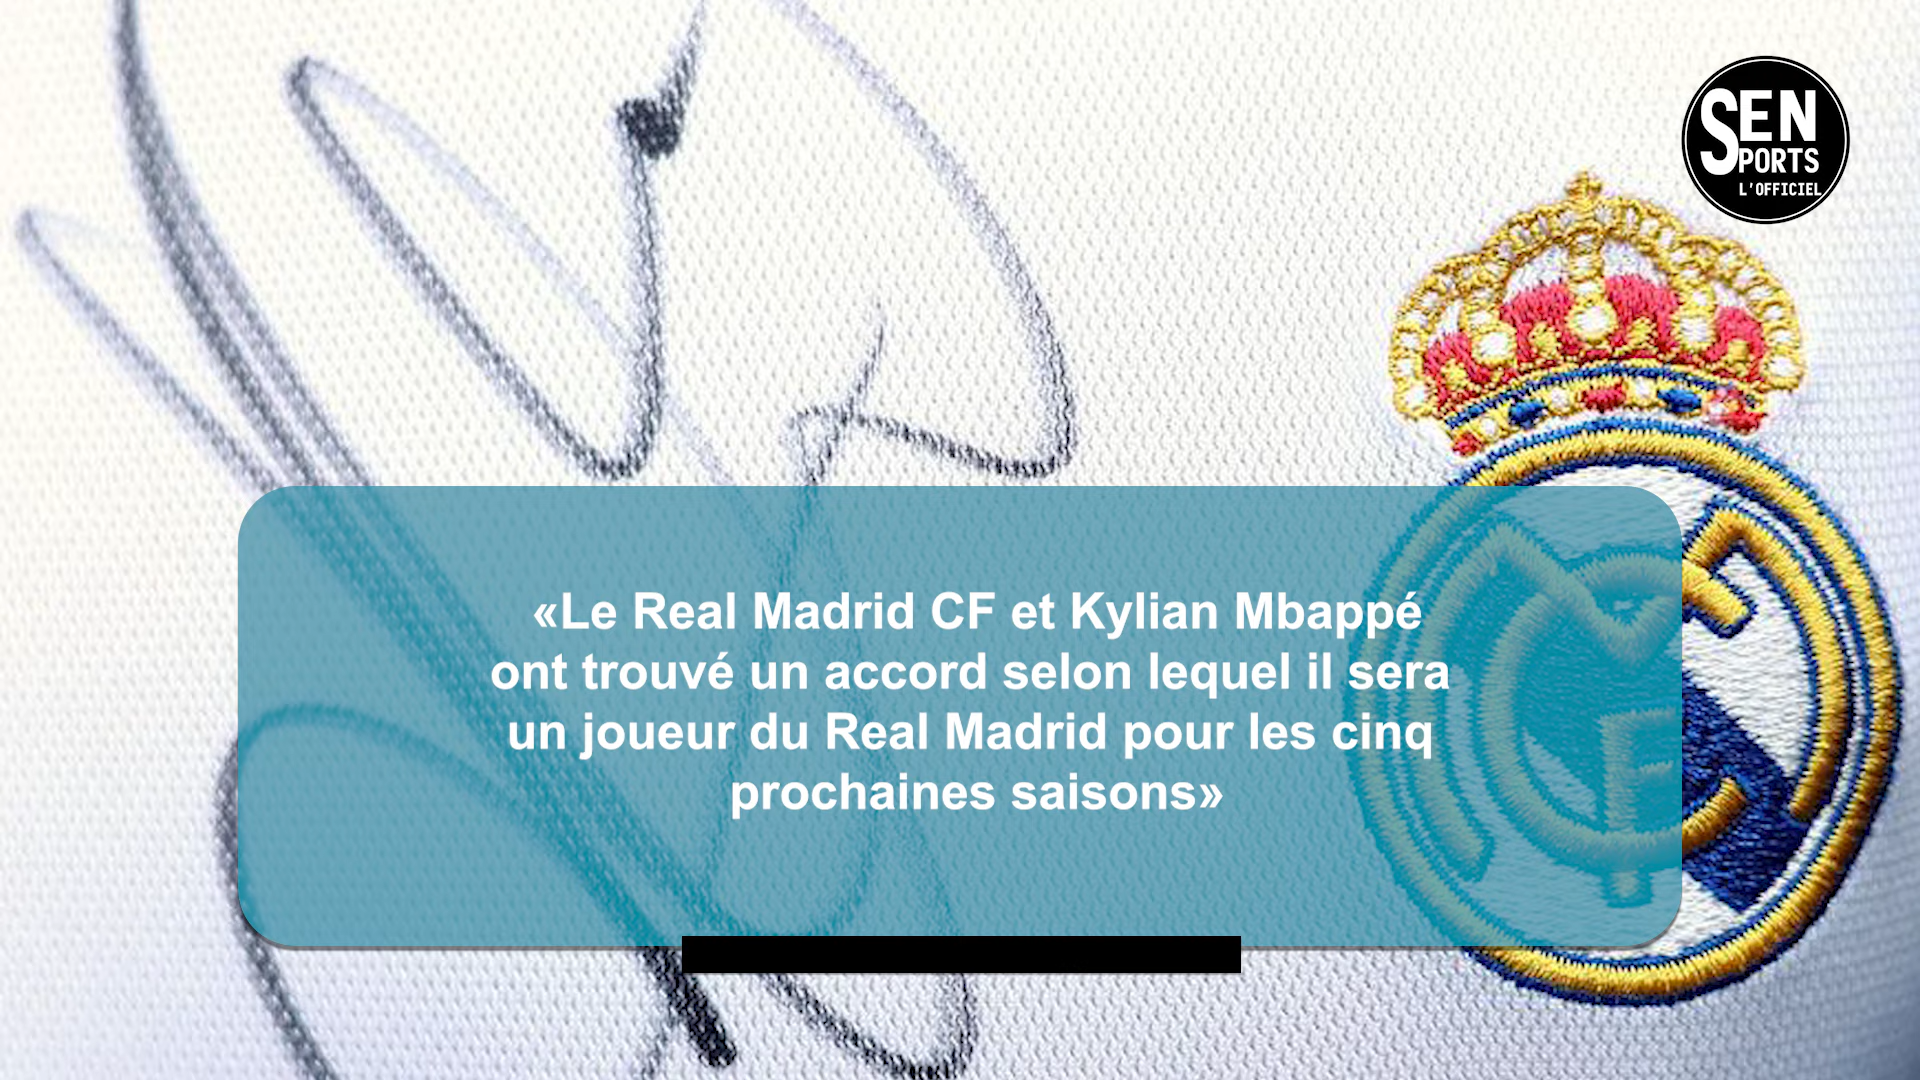 SEN
SPORTS
L'OFFICIEL
«Le Real Madrid CF et Kylian Mbappé
ont trouvé un accord selon lequel il sera
un joueur du Real Madrid pour les cinq
prochaines saisons»